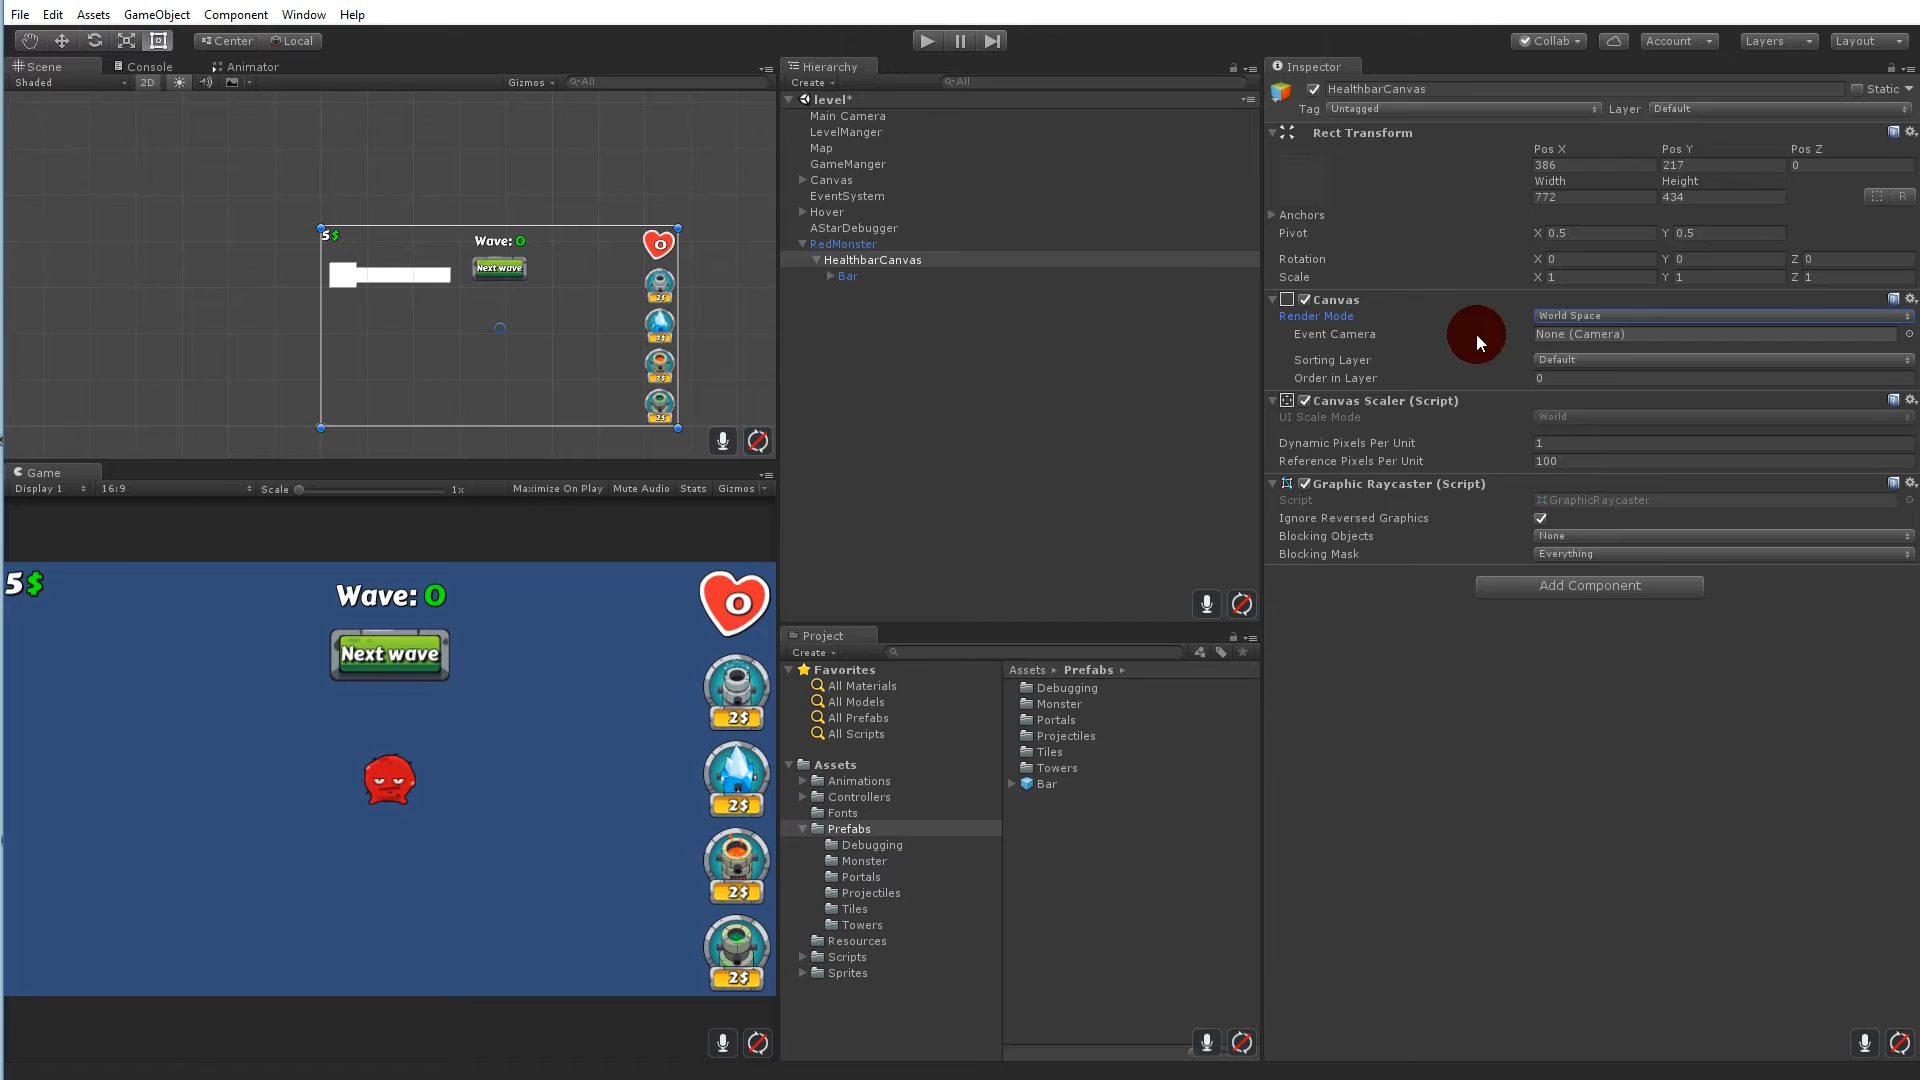 File Edit Assets GameObject Component Window Help
Center Local
Collab Account Layers Layout
Scene Console Animator
Shaded 2D Gizmos All
5$
Wave: 0
0
Next wave
2$
2$
2$
2$
Game
Display 1 16:9 Scale 1x Maximize On Play Mute Audio Stats Gizmos
5$
Wave: 0
0
Next wave
2$
2$
2$
2$
Hierarchy
Create All
level*
Main Camera
LevelManger
Map
GameManger
Canvas
EventSystem
Hover
AStarDebugger
RedMonster
HealthbarCanvas
Bar
Project
Create
Favorites
All Materials
All Models
All Prefabs
All Scripts
Assets
Animations
Controllers
Fonts
Prefabs
Debugging
Monster
Portals
Projectiles
Tiles
Towers
Resources
Scripts
Sprites
Assets Prefabs
Debugging
Monster
Portals
Projectiles
Tiles
Towers
Bar
Inspector
HealthbarCanvas Static
Tag Untagged Layer Default
Rect Transform
Pos X Pos Y Pos Z
386 217 0
Width Height
772 434
R
Anchors
Pivot X 0.5 Y 0.5
Rotation X 0 Y 0 Z 0
Scale X 1 Y 1 Z 1
Canvas
Render Mode World Space
Event Camera None (Camera)
Sorting Layer Default
Order in Layer 0
Canvas Scaler (Script)
UI Scale Mode World
Dynamic Pixels Per Unit 1
Reference Pixels Per Unit 100
Graphic Raycaster (Script)
Script GraphicRaycaster
Ignore Reversed Graphics
Blocking Objects None
Blocking Mask Everything
Add Component